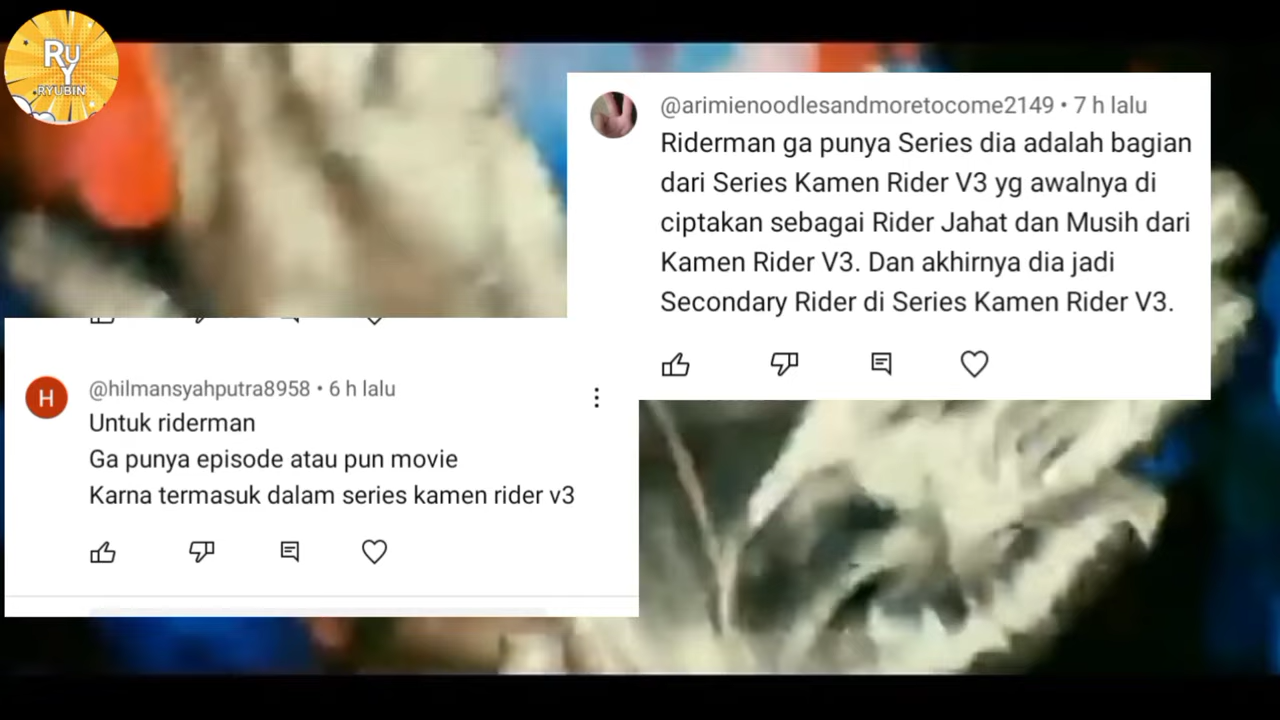 RU
Y
RYUBIN
@arimienoodlesandmoretocome2149 • 7 h lalu
Riderman ga punya Series dia adalah bagian
dari Series Kamen Rider V3 yg awalnya di
ciptakan sebagai Rider Jahat dan Musih dari
Kamen Rider V3. Dan akhirnya dia jadi
Secondary Rider di Series Kamen Rider V3.
H
@hilmansyahputra8958 • 6 h lalu
Untuk riderman
Ga punya episode atau pun movie
Karna termasuk dalam series kamen rider v3